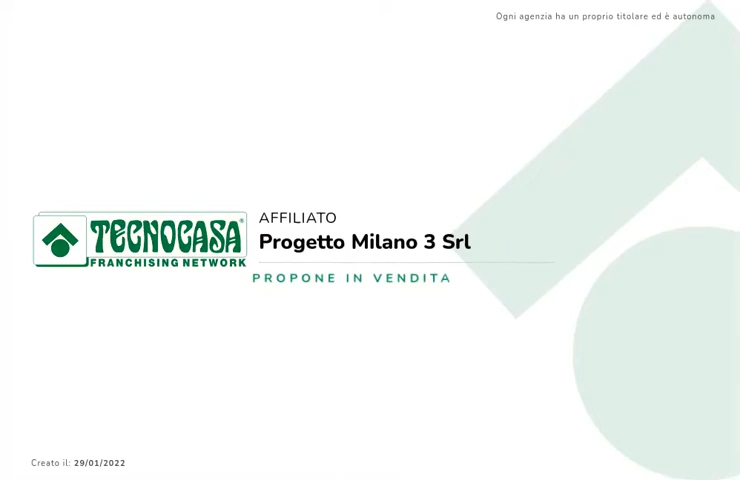 Ogni agenzia ha un proprio titolare ed è autonoma
TECNOCASA®
FRANCHISING NETWORK
AFFILIATO
Progetto Milano 3 Srl
PROPONE IN VENDITA
Creato il: 29/01/2022